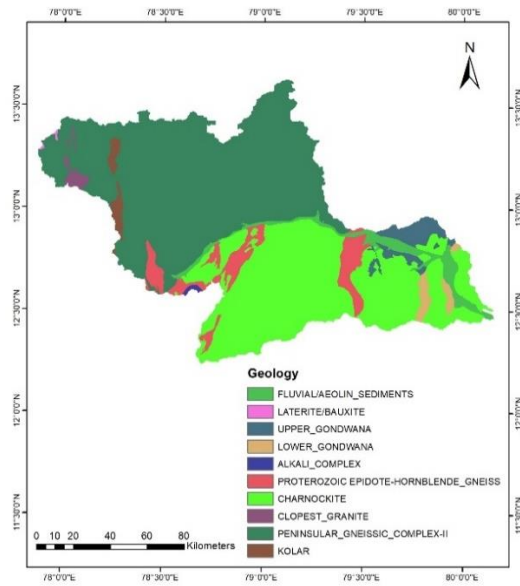 78°0'0"E 78°30'0"E 79°0'0"E 79°30'0"E 80°0'0"E
N
13°30'0"N
13°0'0"N
12°30'0"N
12°0'0"N
11°30'0"N
Geology
FLUVIAL/AEOLIN_SEDIMENTS
LATERITE/BAUXITE
UPPER_GONDWANA
LOWER_GONDWANA
ALKALI_COMPLEX
PROTEROZOIC EPIDOTE-HORNBLENDE_GNEISS
CHARNOCKITE
CLOPEST_GRANITE
PENINSULAR_GNEISSIC_COMPLEX-II
KOLAR
0 10 20 40 60 80
Kilometers
78°0'0"E 78°30'0"E 79°0'0"E 79°30'0"E 80°0'0"E